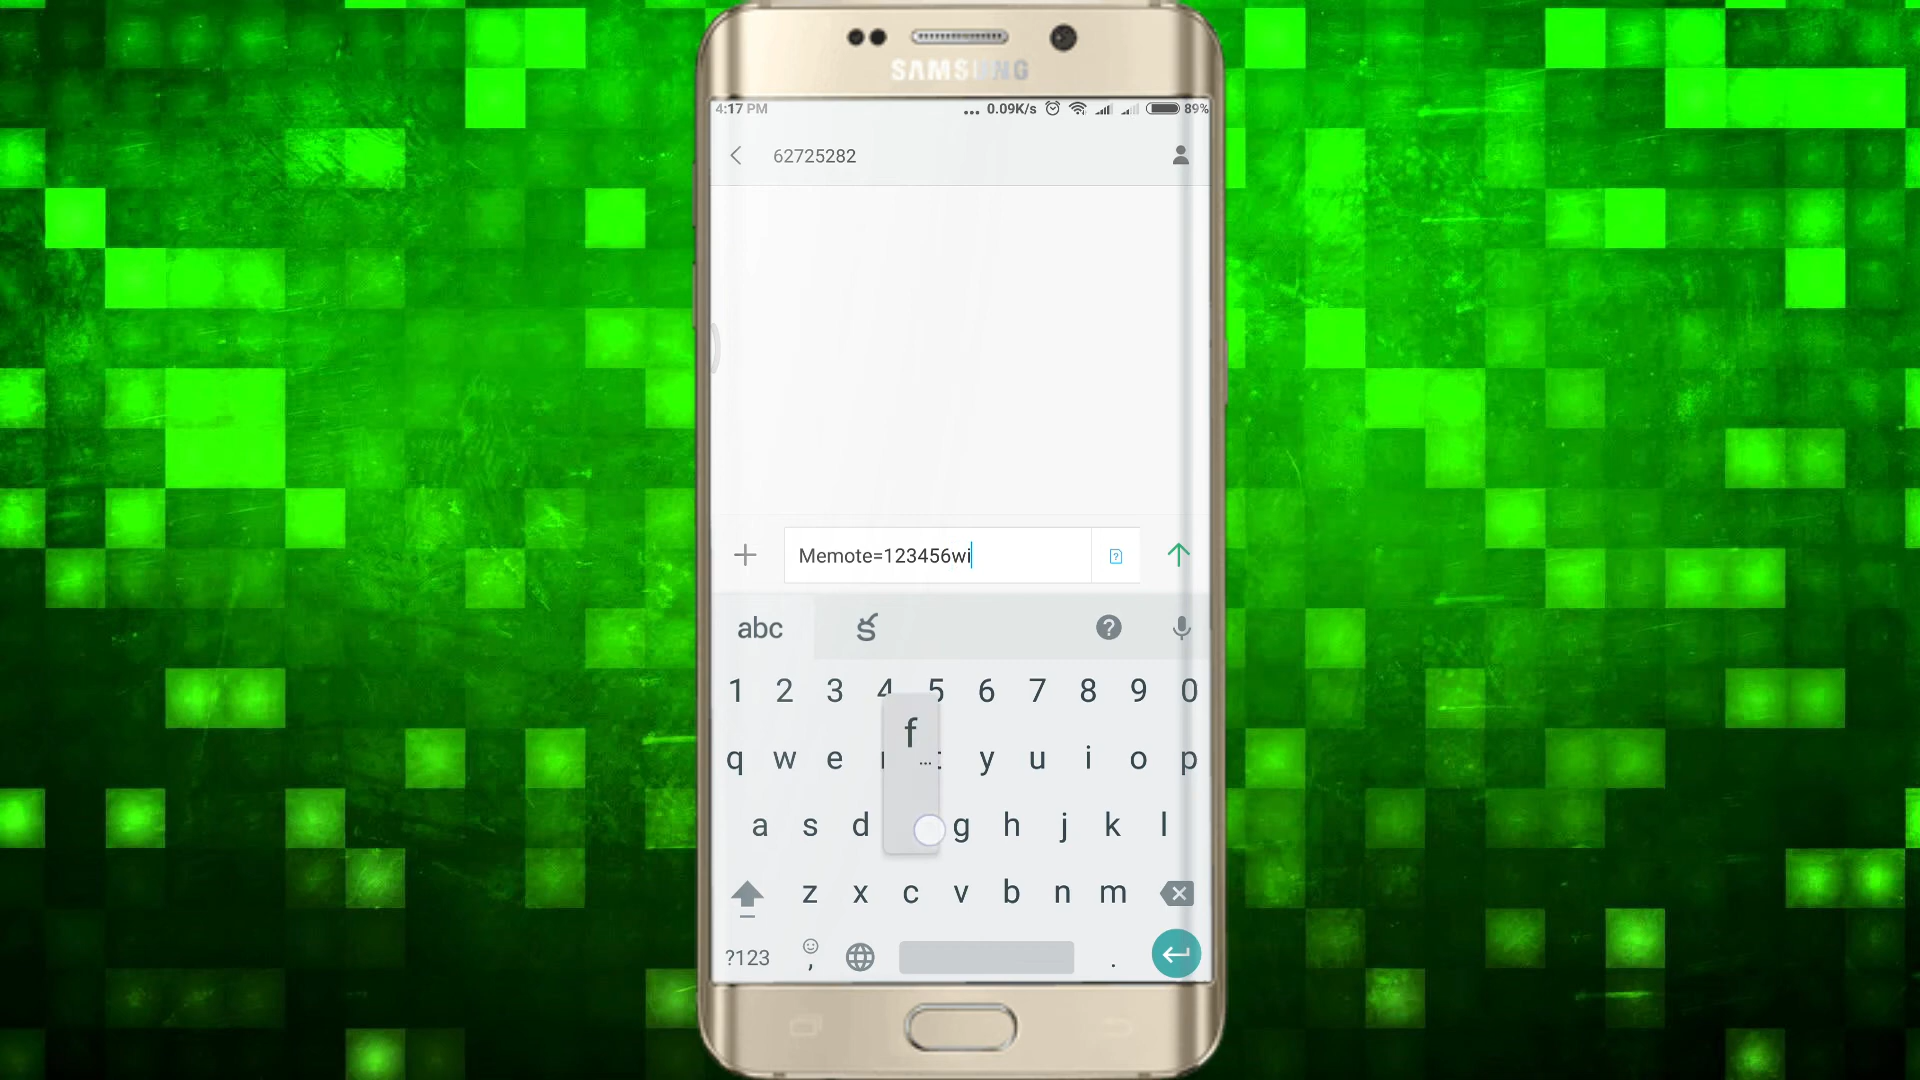 SAMSUNG
4:17 PM ... 0.09K/s 89%
62725282
Memote=123456wi
abc క
1 2 3 4 5 6 7 8 9 0
q w e t y u i o p
f
...
a s d g h j k l
z x c v b n m
?123 , .